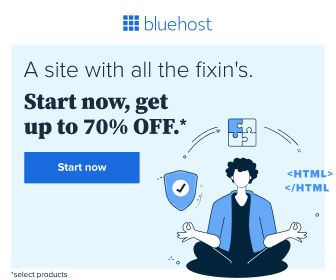 bluehost
A site with all the fixin's.
Start now, get
up to 70% OFF.*
Start now
<HTML>
</HTML
*select products